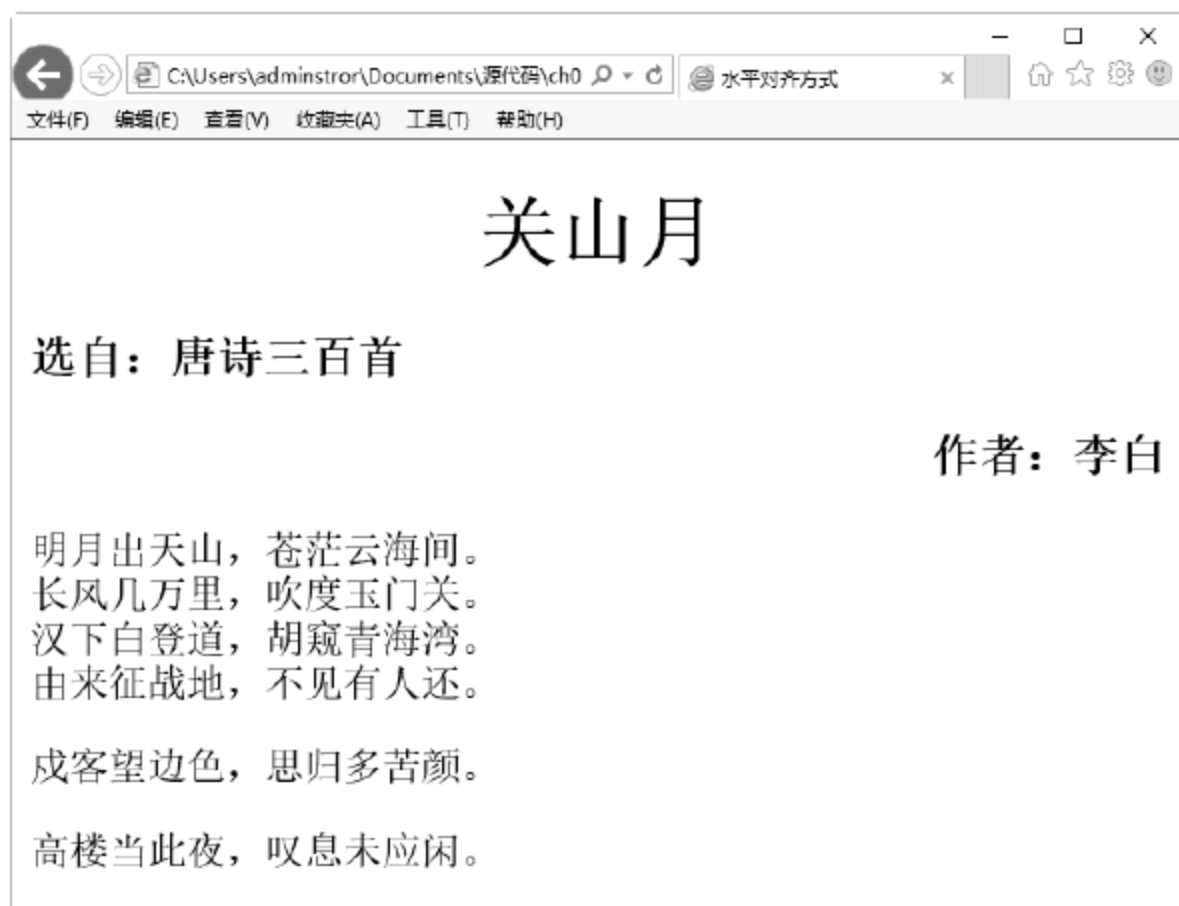 C:\Users\adminstror\Documents\源代码\ch0
水平对齐方式
文件(F) 编辑(E) 查看(V) 收藏夹(A) 工具(T) 帮助(H)
关山月
选自：唐诗三百首
作者：李白
明月出天山，苍茫云海间。
长风几万里，吹度玉门关。
汉下白登道，胡窥青海湾。
由来征战地，不见有人还。
戍客望边色，思归多苦颜。
高楼当此夜，叹息未应闲。